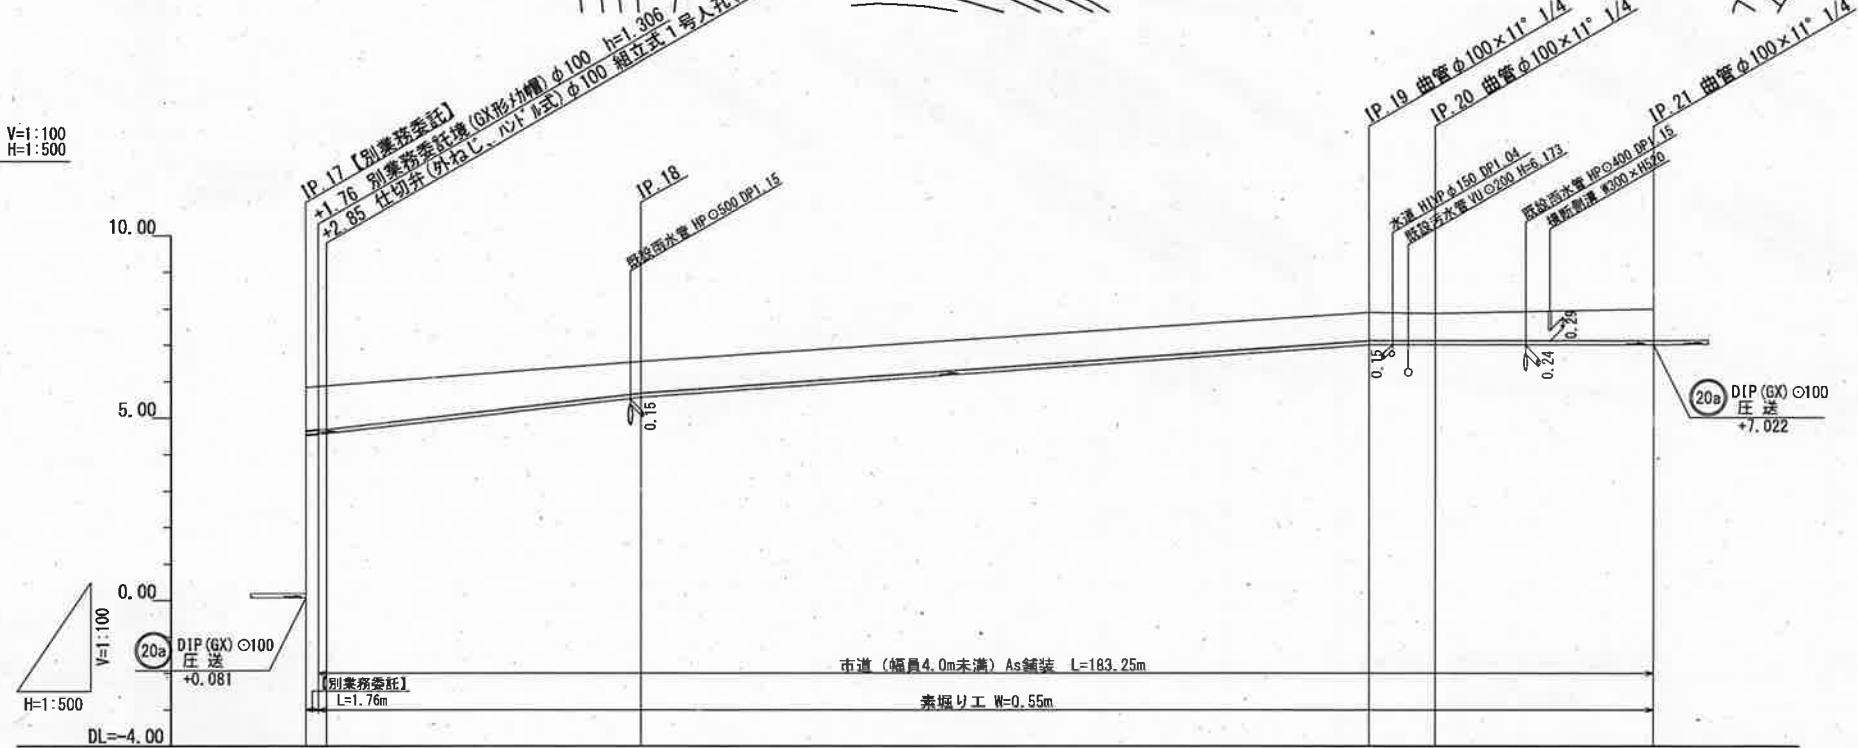 V=1:100
H=1:500
IP.17【別業務委託】
+1.76 別業務委託境(GX形ﾒｶ帽)φ100 h=1.306
+2.85 仕切弁(外ねじ、ﾊﾝﾄﾞﾙ式)φ100 組立式1号人孔
IP.18
既設雨水管 HP⊙500 DP1.15
IP.19 曲管φ100×11° 1/4
水道 HIVPφ150 DP1.04
既設汚水管 VU⊙200 H=6.173
IP.20 曲管φ100×11° 1/4
既設雨水管 HP⊙400 DP1.15
横断側溝 W300×H520
IP.21 曲管φ100×11° 1/4
10.00
5.00
0.00
DL=-4.00
0.15
0.15
0.24
0.29
20a
DIP(GX)⊙100
圧送
+7.022
V=1:100
H=1:500
20a
DIP(GX)⊙100
圧送
+0.081
市道（幅員4.0m未満）As舗装 L=183.25m
【別業務委託】
L=1.76m
素堀り工 W=0.55m